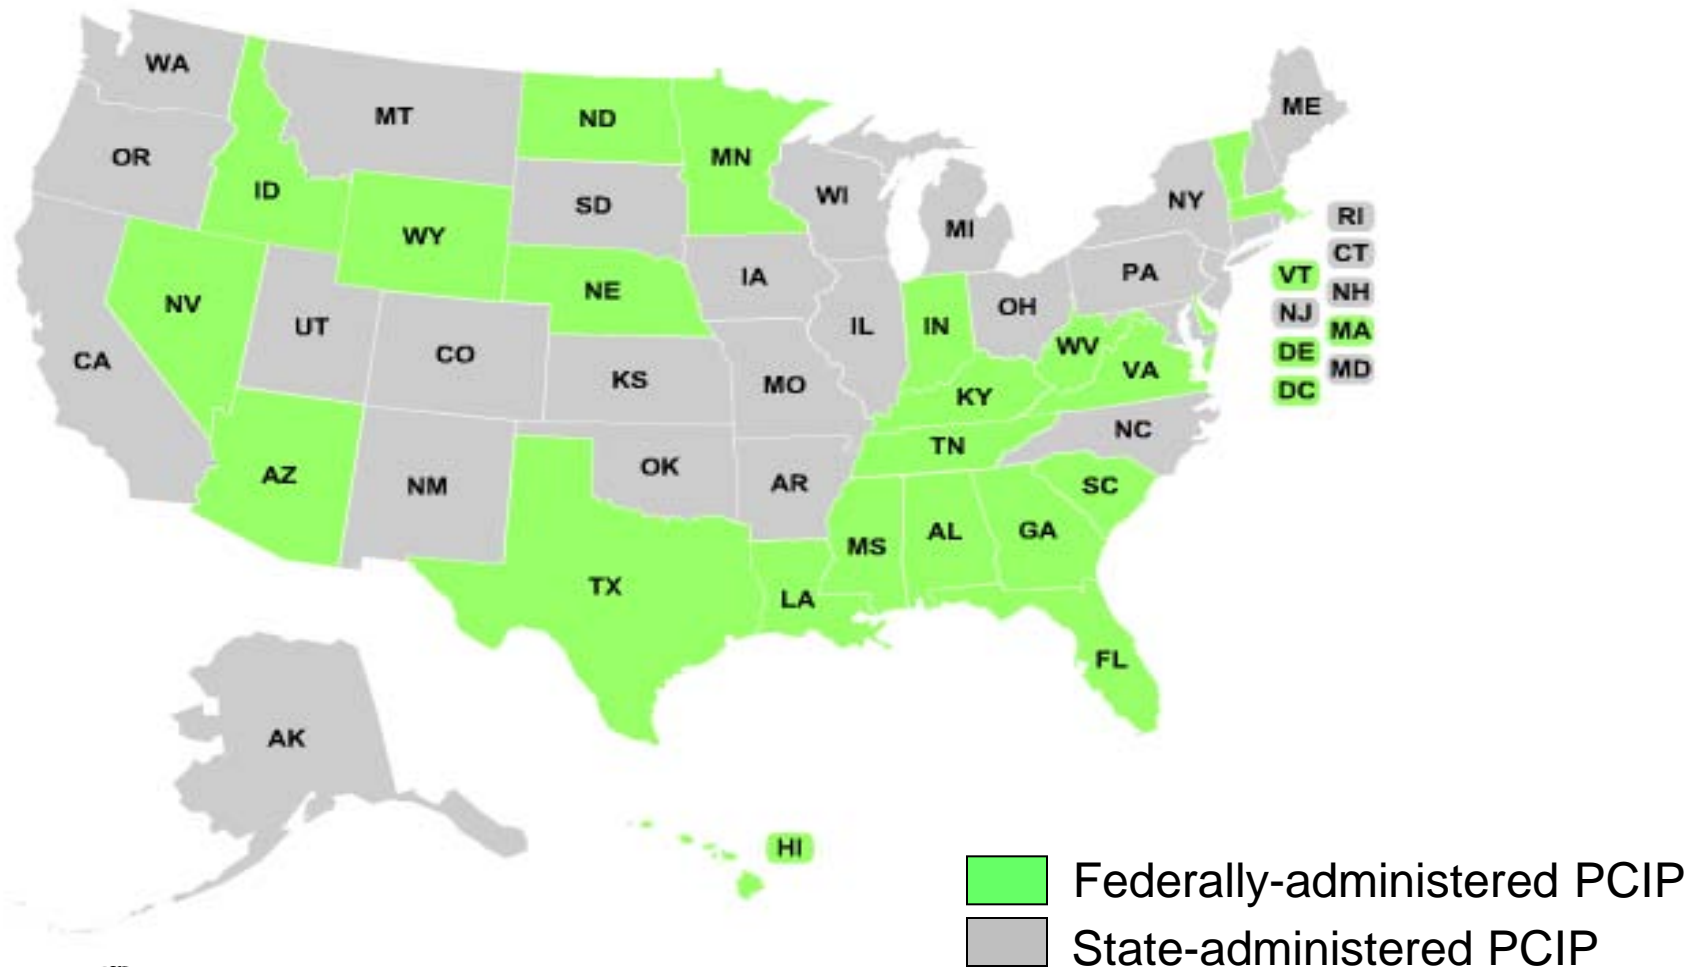 WA
MT
ND
MN
ME
OR
ID
SD
WI
NY
WY
MI
RI
CT
IA
PA
VT
NH
NV
NE
OH
NJ
UT
IL
IN
MA
CO
WV
DE
CA
KS
MO
VA
MD
KY
DC
NC
TN
AZ
OK
NM
AR
SC
AL
GA
MS
TX
LA
FL
AK
HI
Federally-administered PCIP
State-administered PCIP